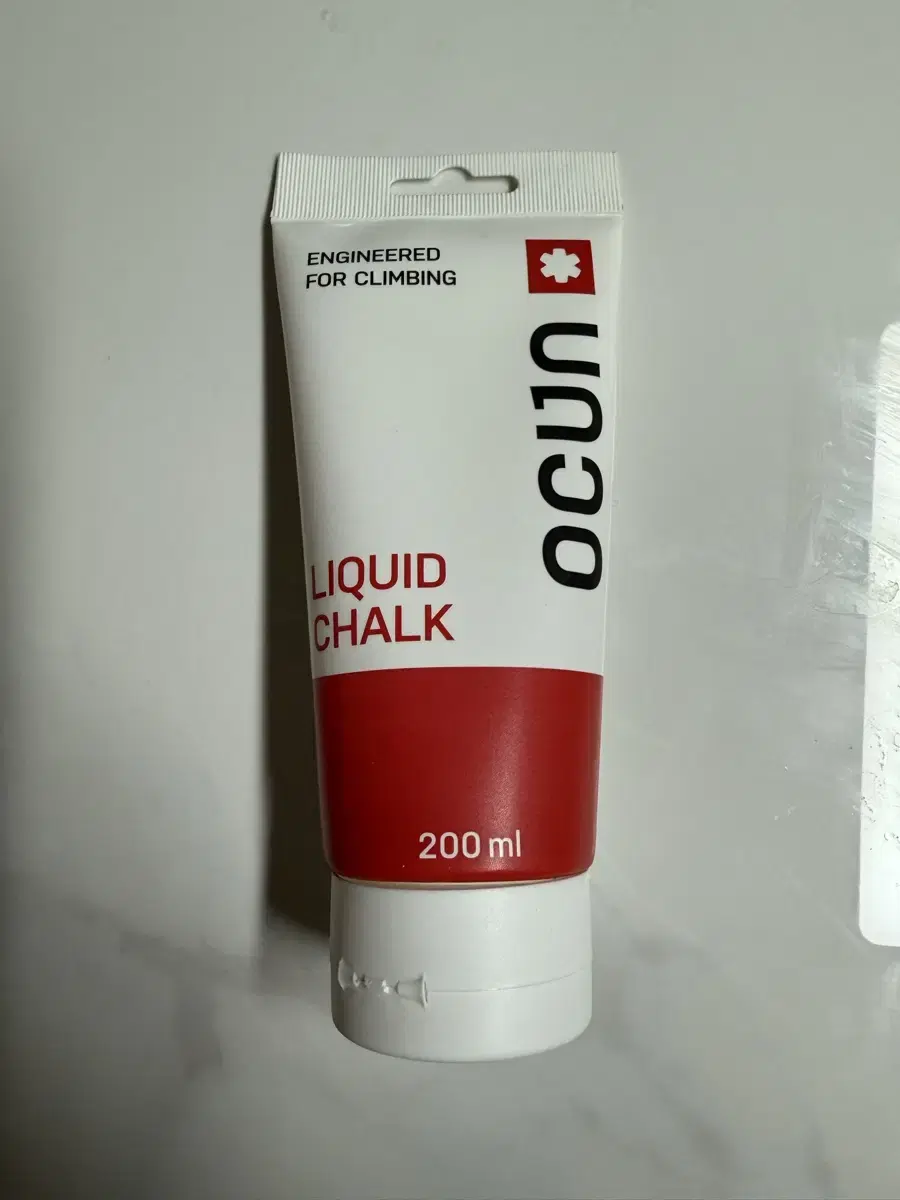 ENGINEERED
FOR CLIMBING
ocun
LIQUID
CHALK
200 ml